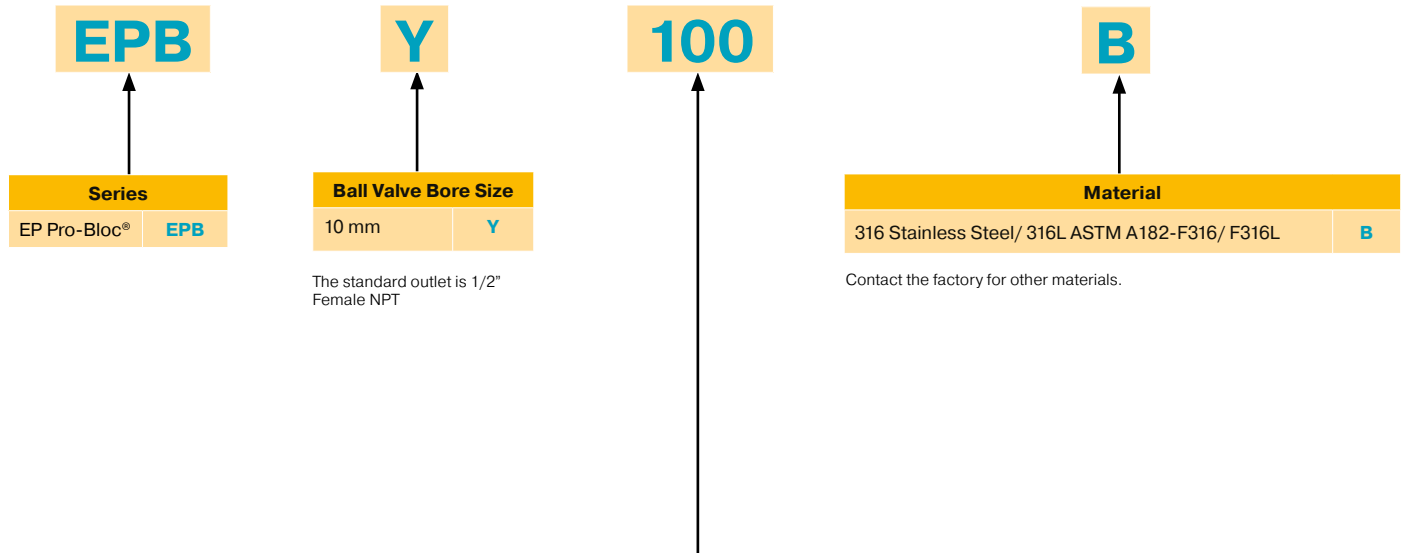 EPB Y 100 B
Series
EP Pro-Bloc® EPB
Ball Valve Bore Size
10 mm Y
The standard outlet is 1/2”
Female NPT
Material
316 Stainless Steel/ 316L ASTM A182-F316/ F316L B
Contact the factory for other materials.